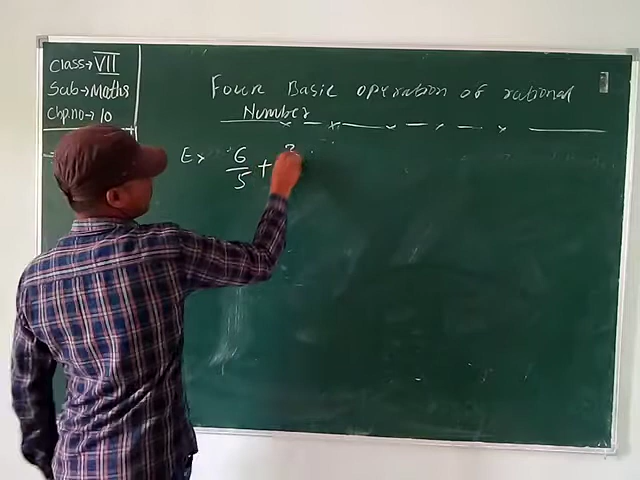 Class→VII
Sub→Maths
Chp.no→10
Four Basic operation of rational
Number
Ex 6/5 +